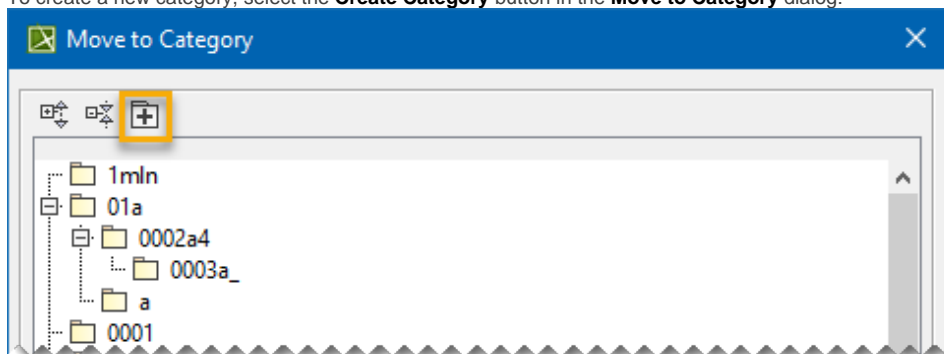 To create a new category, select the Create Category button in the Move to Category dialog.
Move to Category
1mln
01a
0002a4
0003a_
a
0001